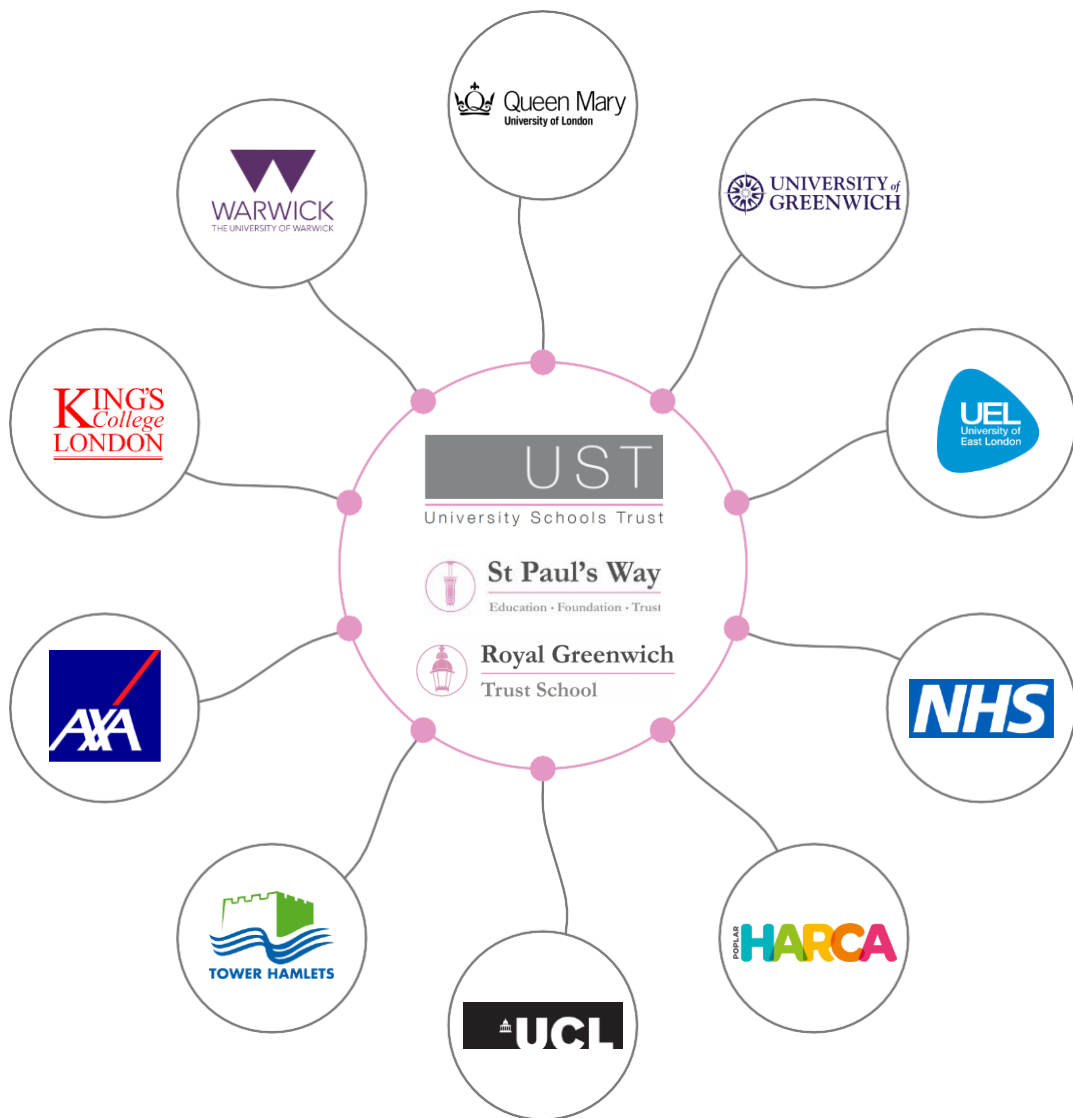 Queen Mary
University of London
UNIVERSITY of
GREENWICH
UEL
University of
East London
NHS
POPLAR
HARCA
UCL
TOWER HAMLETS
AXA
KING'S
College
LONDON
WARWICK
THE UNIVERSITY OF WARWICK
UST
University Schools Trust
St Paul's Way
Education · Foundation · Trust
Royal Greenwich
Trust School